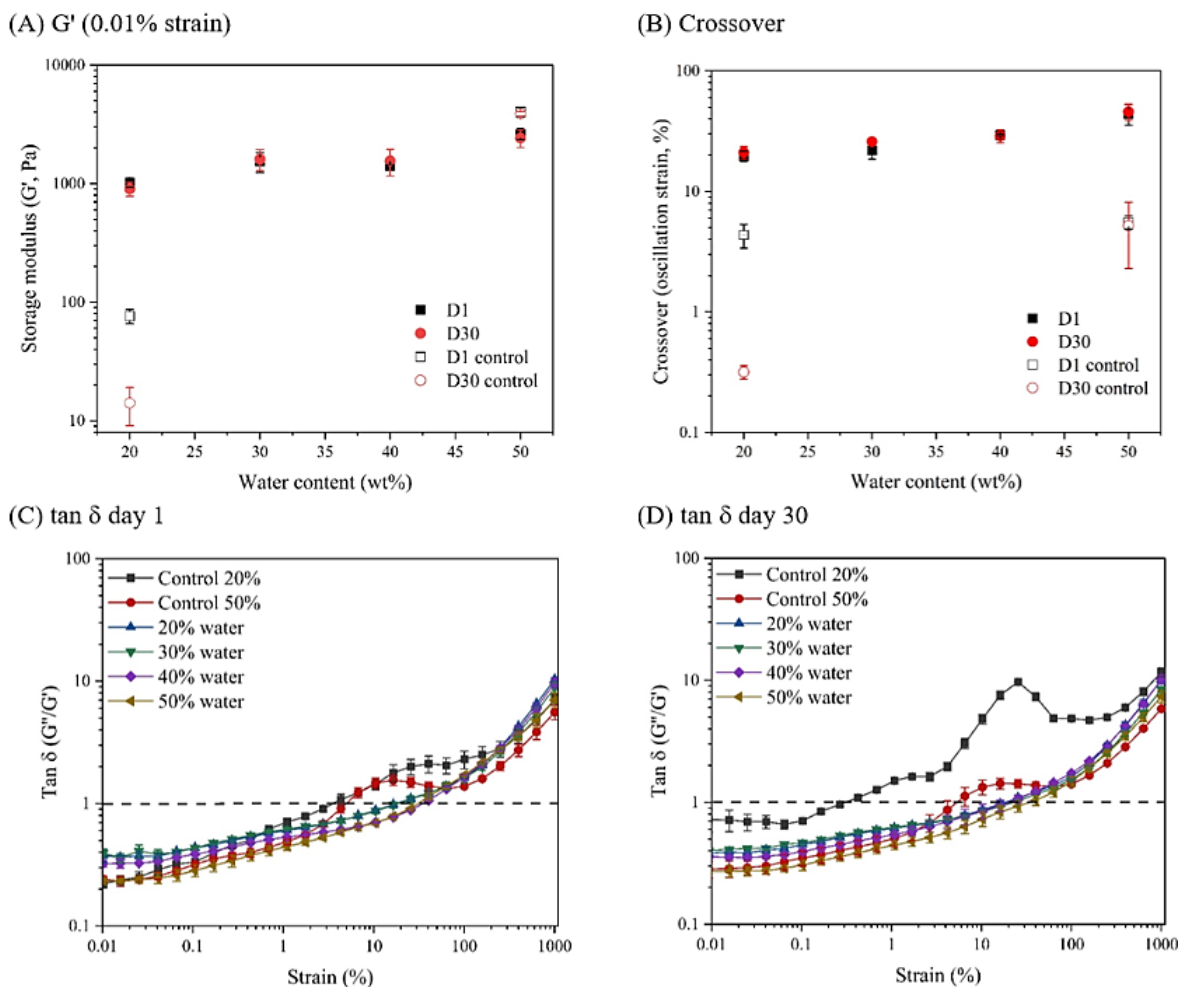 (A) G' (0.01% strain)
10000
1000
100
10
Storage modulus (G', Pa)
D1
D30
D1 control
D30 control
20 25 30 35 40 45 50
Water content (wt%)
(B) Crossover
100
10
1
0.1
Crossover (oscillation strain, %)
D1
D30
D1 control
D30 control
20 25 30 35 40 45 50
Water content (wt%)
(C) tan δ day 1
100
10
1
0.1
Tan δ (G"/G')
Control 20%
Control 50%
20% water
30% water
40% water
50% water
0.01 0.1 1 10 100 1000
Strain (%)
(D) tan δ day 30
100
10
1
0.1
Tan δ (G"/G')
Control 20%
Control 50%
20% water
30% water
40% water
50% water
0.01 0.1 1 10 100 1000
Strain (%)